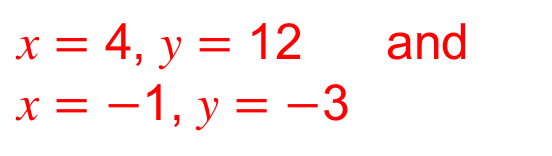 x = 4, y = 12 and
x = −1, y = −3